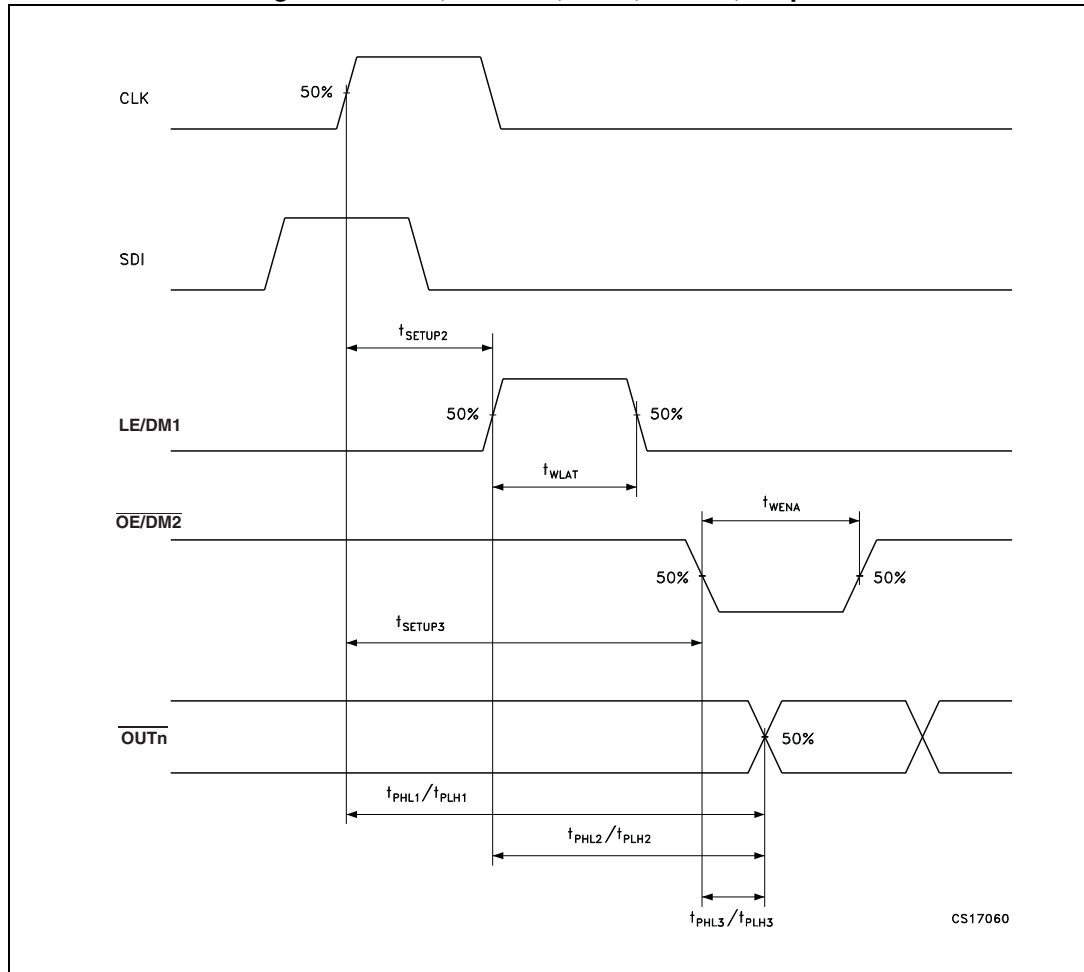 50%
CLK
SDI
tSETUP2
50%
50%
LE/DM1
tWLAT
OE/DM2
tWENA
50%
50%
tSETUP3
OUTn
50%
tPHL1/tPLH1
tPHL2/tPLH2
tPHL3/tPLH3
CS17060